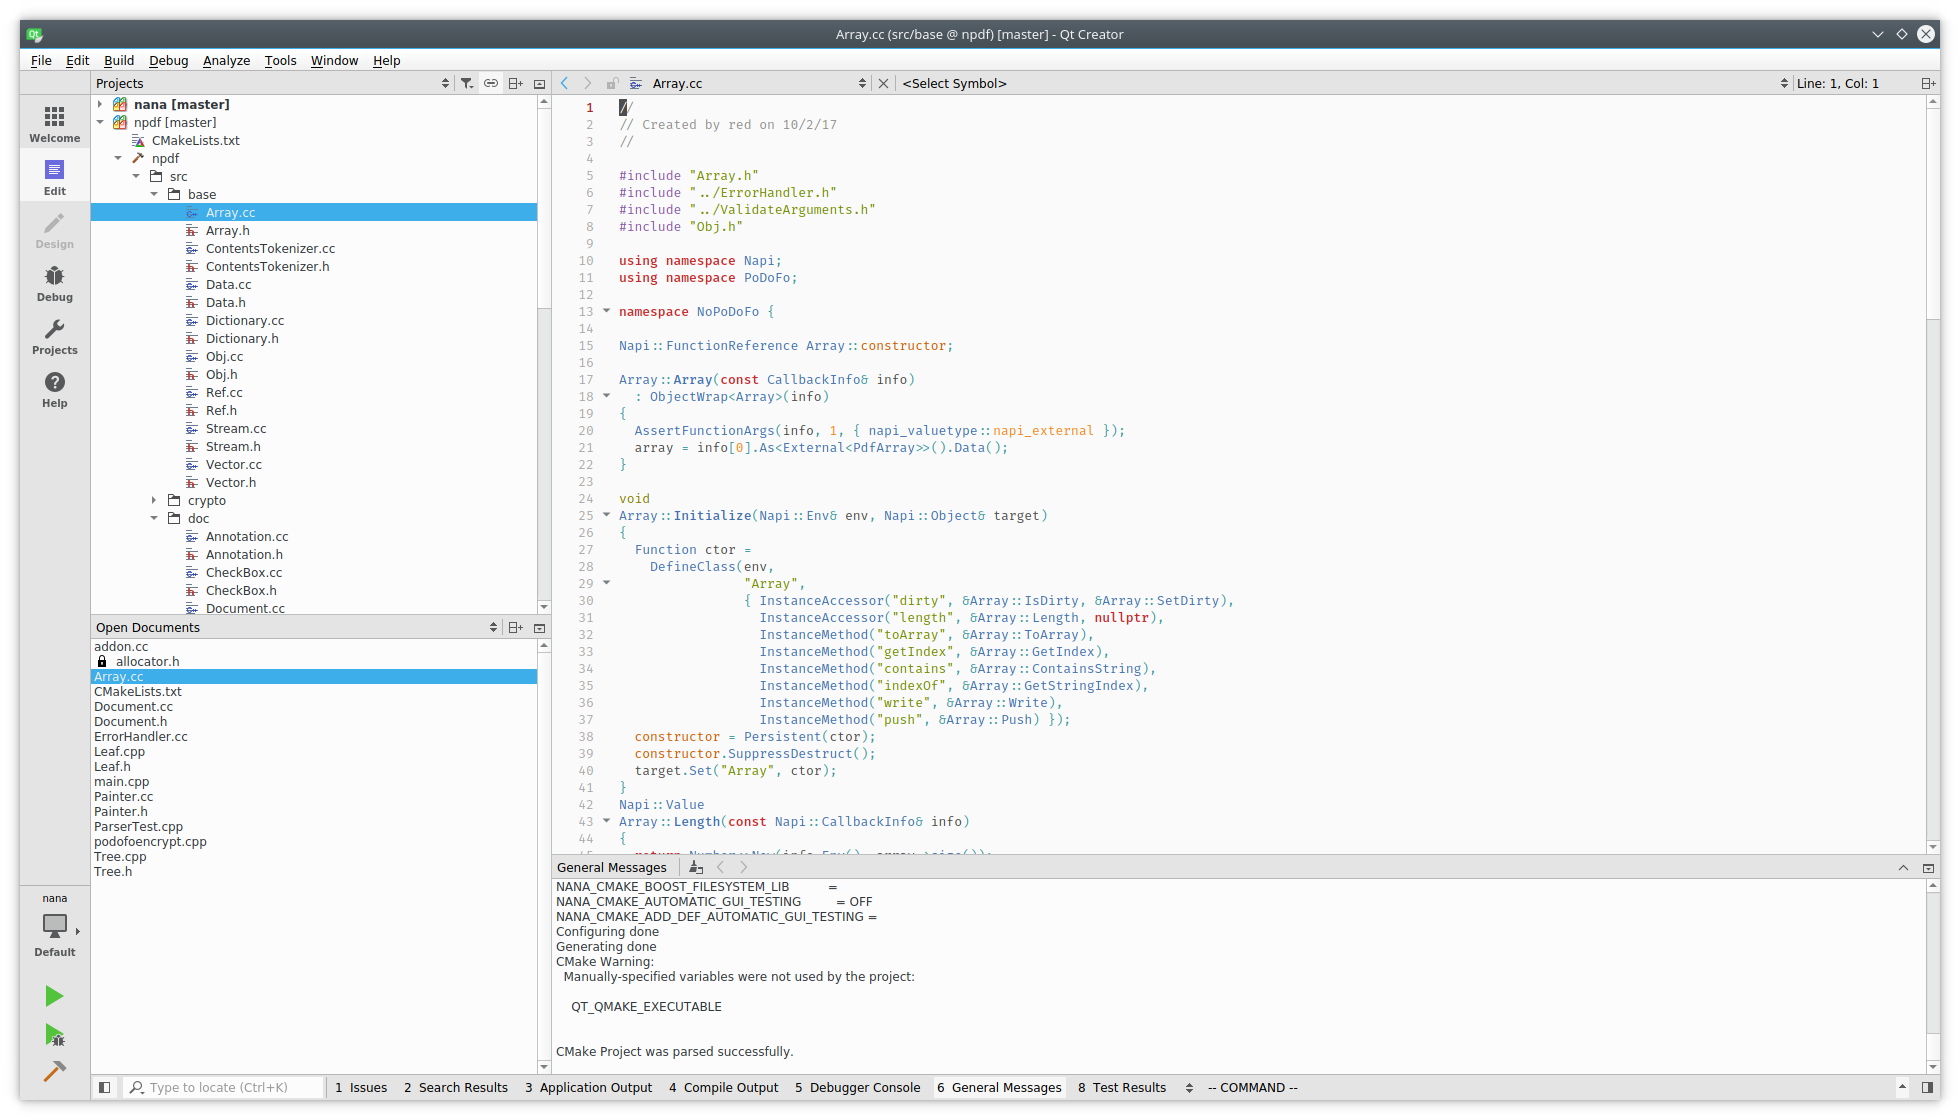 Array.cc (src/base @ npdf) [master] - Qt Creator
File Edit Build Debug Analyze Tools Window Help
Projects
Array.cc
<Select Symbol>
Line: 1, Col: 1
Welcome
Edit
Design
Debug
Projects
Help
nana [master]
npdf [master]
CMakeLists.txt
npdf
src
base
Array.cc
Array.h
ContentsTokenizer.cc
ContentsTokenizer.h
Data.cc
Data.h
Dictionary.cc
Dictionary.h
Obj.cc
Obj.h
Ref.cc
Ref.h
Stream.cc
Stream.h
Vector.cc
Vector.h
crypto
doc
Annotation.cc
Annotation.h
CheckBox.cc
CheckBox.h
Document.cc
Open Documents
addon.cc
allocator.h
Array.cc
CMakeLists.txt
Document.cc
Document.h
ErrorHandler.cc
Leaf.cpp
Leaf.h
main.cpp
Painter.cc
Painter.h
ParserTest.cpp
podofoencrypt.cpp
Tree.cpp
Tree.h
nana
Default
1 //
2 // Created by red on 10/2/17
3 //
4
5 #include "Array.h"
6 #include "../ErrorHandler.h"
7 #include "../ValidateArguments.h"
8 #include "Obj.h"
9
10 using namespace Napi;
11 using namespace PoDoFo;
12
13 namespace NoPoDoFo {
14
15 Napi::FunctionReference Array::constructor;
16
17 Array::Array(const CallbackInfo& info)
18 : ObjectWrap<Array>(info)
19 {
20 AssertFunctionArgs(info, 1, { napi_valuetype::napi_external });
21 array = info[0].As<External<PdfArray>>().Data();
22 }
23
24 void
25 Array::Initialize(Napi::Env& env, Napi::Object& target)
26 {
27 Function ctor =
28 DefineClass(env,
29 "Array",
30 { InstanceAccessor("dirty", &Array::IsDirty, &Array::SetDirty),
31 InstanceAccessor("length", &Array::Length, nullptr),
32 InstanceMethod("toArray", &Array::ToArray),
33 InstanceMethod("getIndex", &Array::GetIndex),
34 InstanceMethod("contains", &Array::ContainsString),
35 InstanceMethod("indexOf", &Array::GetStringIndex),
36 InstanceMethod("write", &Array::Write),
37 InstanceMethod("push", &Array::Push) });
38 constructor = Persistent(ctor);
39 constructor.SuppressDestruct();
40 target.Set("Array", ctor);
41 }
42 Napi::Value
43 Array::Length(const Napi::CallbackInfo& info)
44 {
General Messages
NANA_CMAKE_BOOST_FILESYSTEM_LIB =
NANA_CMAKE_AUTOMATIC_GUI_TESTING = OFF
NANA_CMAKE_ADD_DEF_AUTOMATIC_GUI_TESTING =
Configuring done
Generating done
CMake Warning:
Manually-specified variables were not used by the project:
QT_QMAKE_EXECUTABLE
CMake Project was parsed successfully.
Type to locate (Ctrl+K)
1 Issues 2 Search Results 3 Application Output 4 Compile Output 5 Debugger Console 6 General Messages 8 Test Results -- COMMAND --